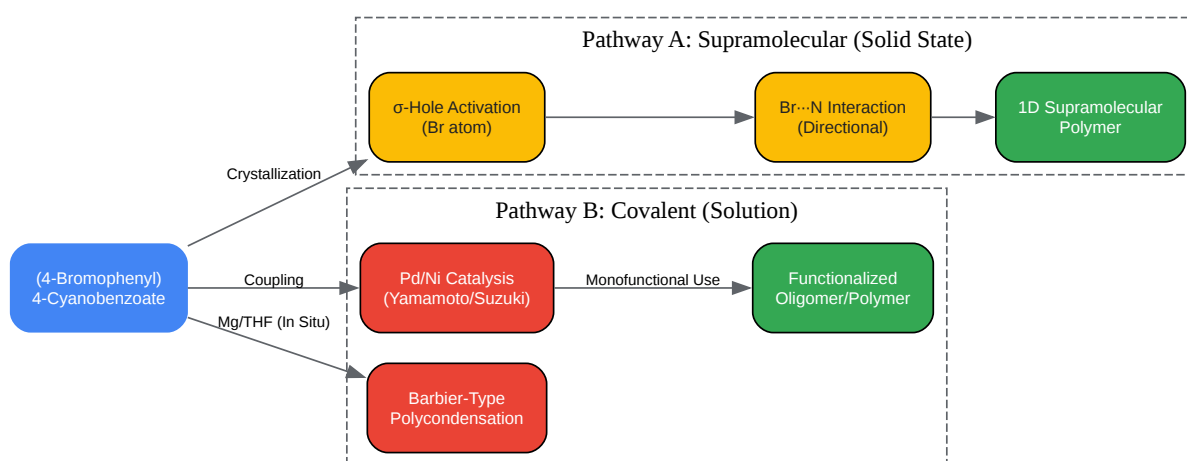 Pathway A: Supramolecular (Solid State)
σ-Hole Activation
(Br atom)
Br···N Interaction
(Directional)
1D Supramolecular
Polymer
Crystallization
Pathway B: Covalent (Solution)
(4-Bromophenyl)
4-Cyanobenzoate
Coupling
Pd/Ni Catalysis
(Yamamoto/Suzuki)
Monofunctional Use
Functionalized
Oligomer/Polymer
Mg/THF (In Situ)
Barbier-Type
Polycondensation